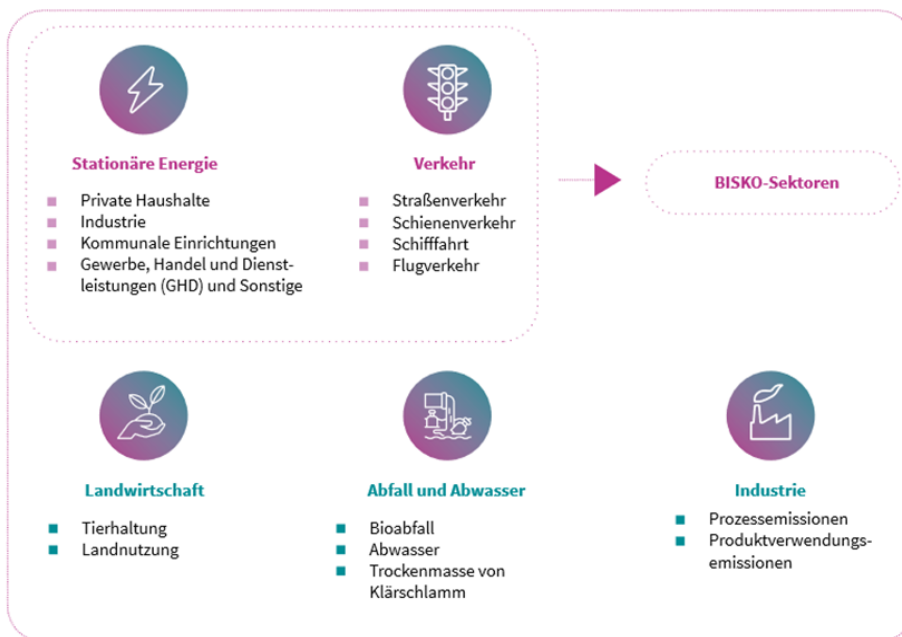 Stationäre Energie
Private Haushalte
Industrie
Kommunale Einrichtungen
Gewerbe, Handel und Dienst-
leistungen (GHD) und Sonstige
Verkehr
Straßenverkehr
Schienenverkehr
Schifffahrt
Flugverkehr
BISKO-Sektoren
Landwirtschaft
Tierhaltung
Landnutzung
Abfall und Abwasser
Bioabfall
Abwasser
Trockenmasse von
Klärschlamm
Industrie
Prozessemissionen
Produktverwendungs-
emissionen